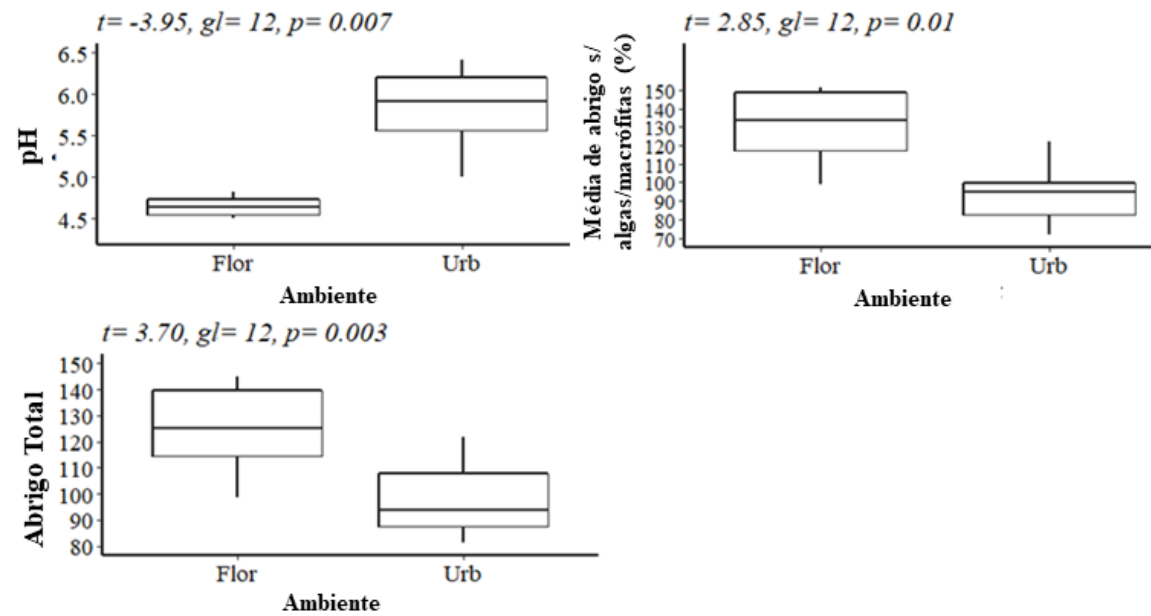 t= -3.95, gl= 12, p= 0.007
pH
6.5
6.0
5.5
5.0
4.5
Flor Urb
Ambiente
t= 2.85, gl= 12, p= 0.01
Média de abrigo s/
algas/macrófitas (%)
150
140
130
120
110
100
90
80
70
Flor Urb
Ambiente
t= 3.70, gl= 12, p= 0.003
Abrigo Total
150
140
130
120
110
100
90
80
Flor Urb
Ambiente